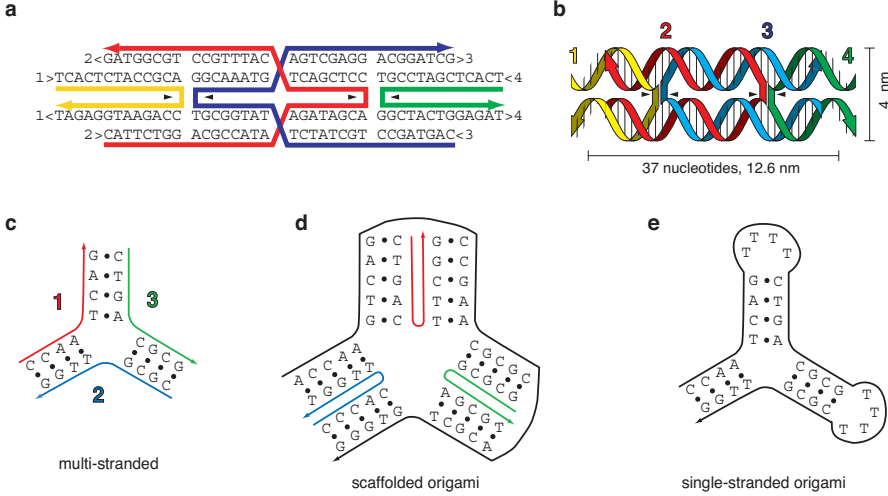 a
2<GATGGCGT CCGTTTAC AGTCGAGG ACGGATCG>3
1>TCACTCTACCGCA GGCAAATG TCAGCTCC TGCCTAGCTCACT<4
1<TAGAGGTAAGACC TGCGGTAT AGATAGCA GGCTACTGGAGAT>4
2>CATTCTGG ACGCCATA TCTATCGT CCGATGAC<3
b
1 2 3 4
4 nm
37 nucleotides, 12.6 nm
c
G C
A T
C G
T A
1
3
C C A A
G G T T
C G C G
G C G C
2
multi-stranded
d
G C G C
A T G C
C A G G
T A C A
G C T T A
A C C A A
T G G T T
C C C A C
G G G T G
C G C G C
G C G C G
A G C G T
T C G C A
scaffolded origami
e
T T T T T
G C
A T
C G
T A
C C A A
G G T T
C G C G
G C G C
T T T T T
single-stranded origami